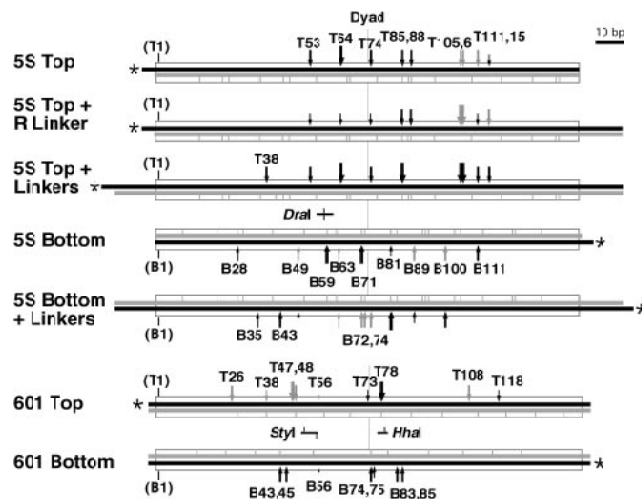 Dyad
10 bp
(T1) T53 T64 T74 T85,88 T105,6 T111,15
5S Top *
5S Top + R Linker (T1) *
5S Top + Linkers (T1) T38 *
DraI
5S Bottom *
(B1) B28 B49 B59 B63 B71 B81 B89 B100 B111
5S Bottom + Linkers *
(B1) B35 B43 B72,74
(T1) T26 T38 T47,48 T56 T73 T78 T108 T118
601 Top *
StyI HhaI
601 Bottom *
(B1) B43,45 B56 B74,75 B83,85